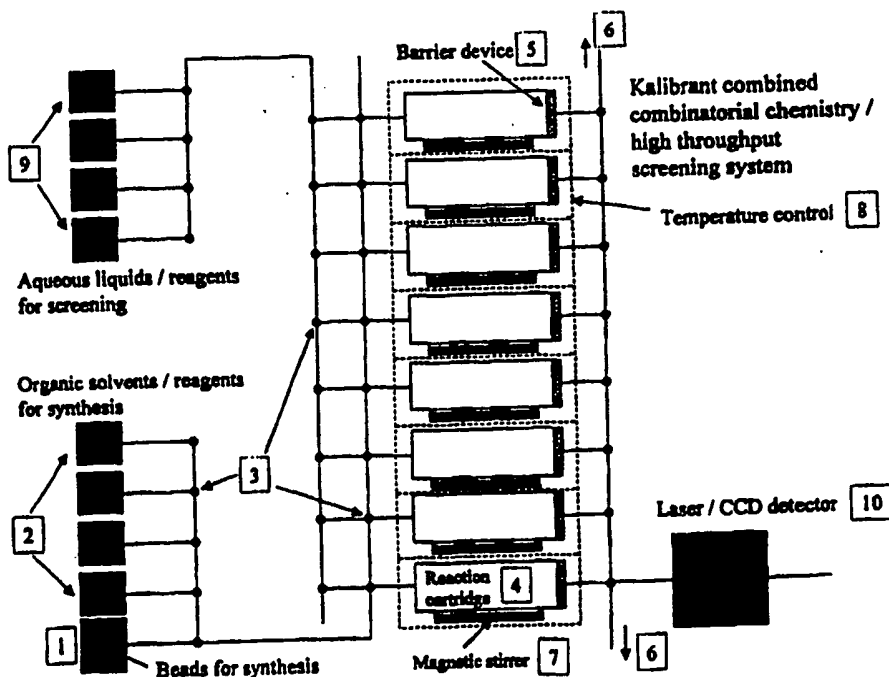 Barrier device 5
6
Kalibrant combined
combinatorial chemistry /
high throughput
screening system
9
Temperature control 8
Aqueous liquids / reagents
for screening
Organic solvents / reagents
for synthesis
3
2
Laser / CCD detector 10
Reaction
cartridge 4
1
Beads for synthesis
Magnetic stirrer 7
6